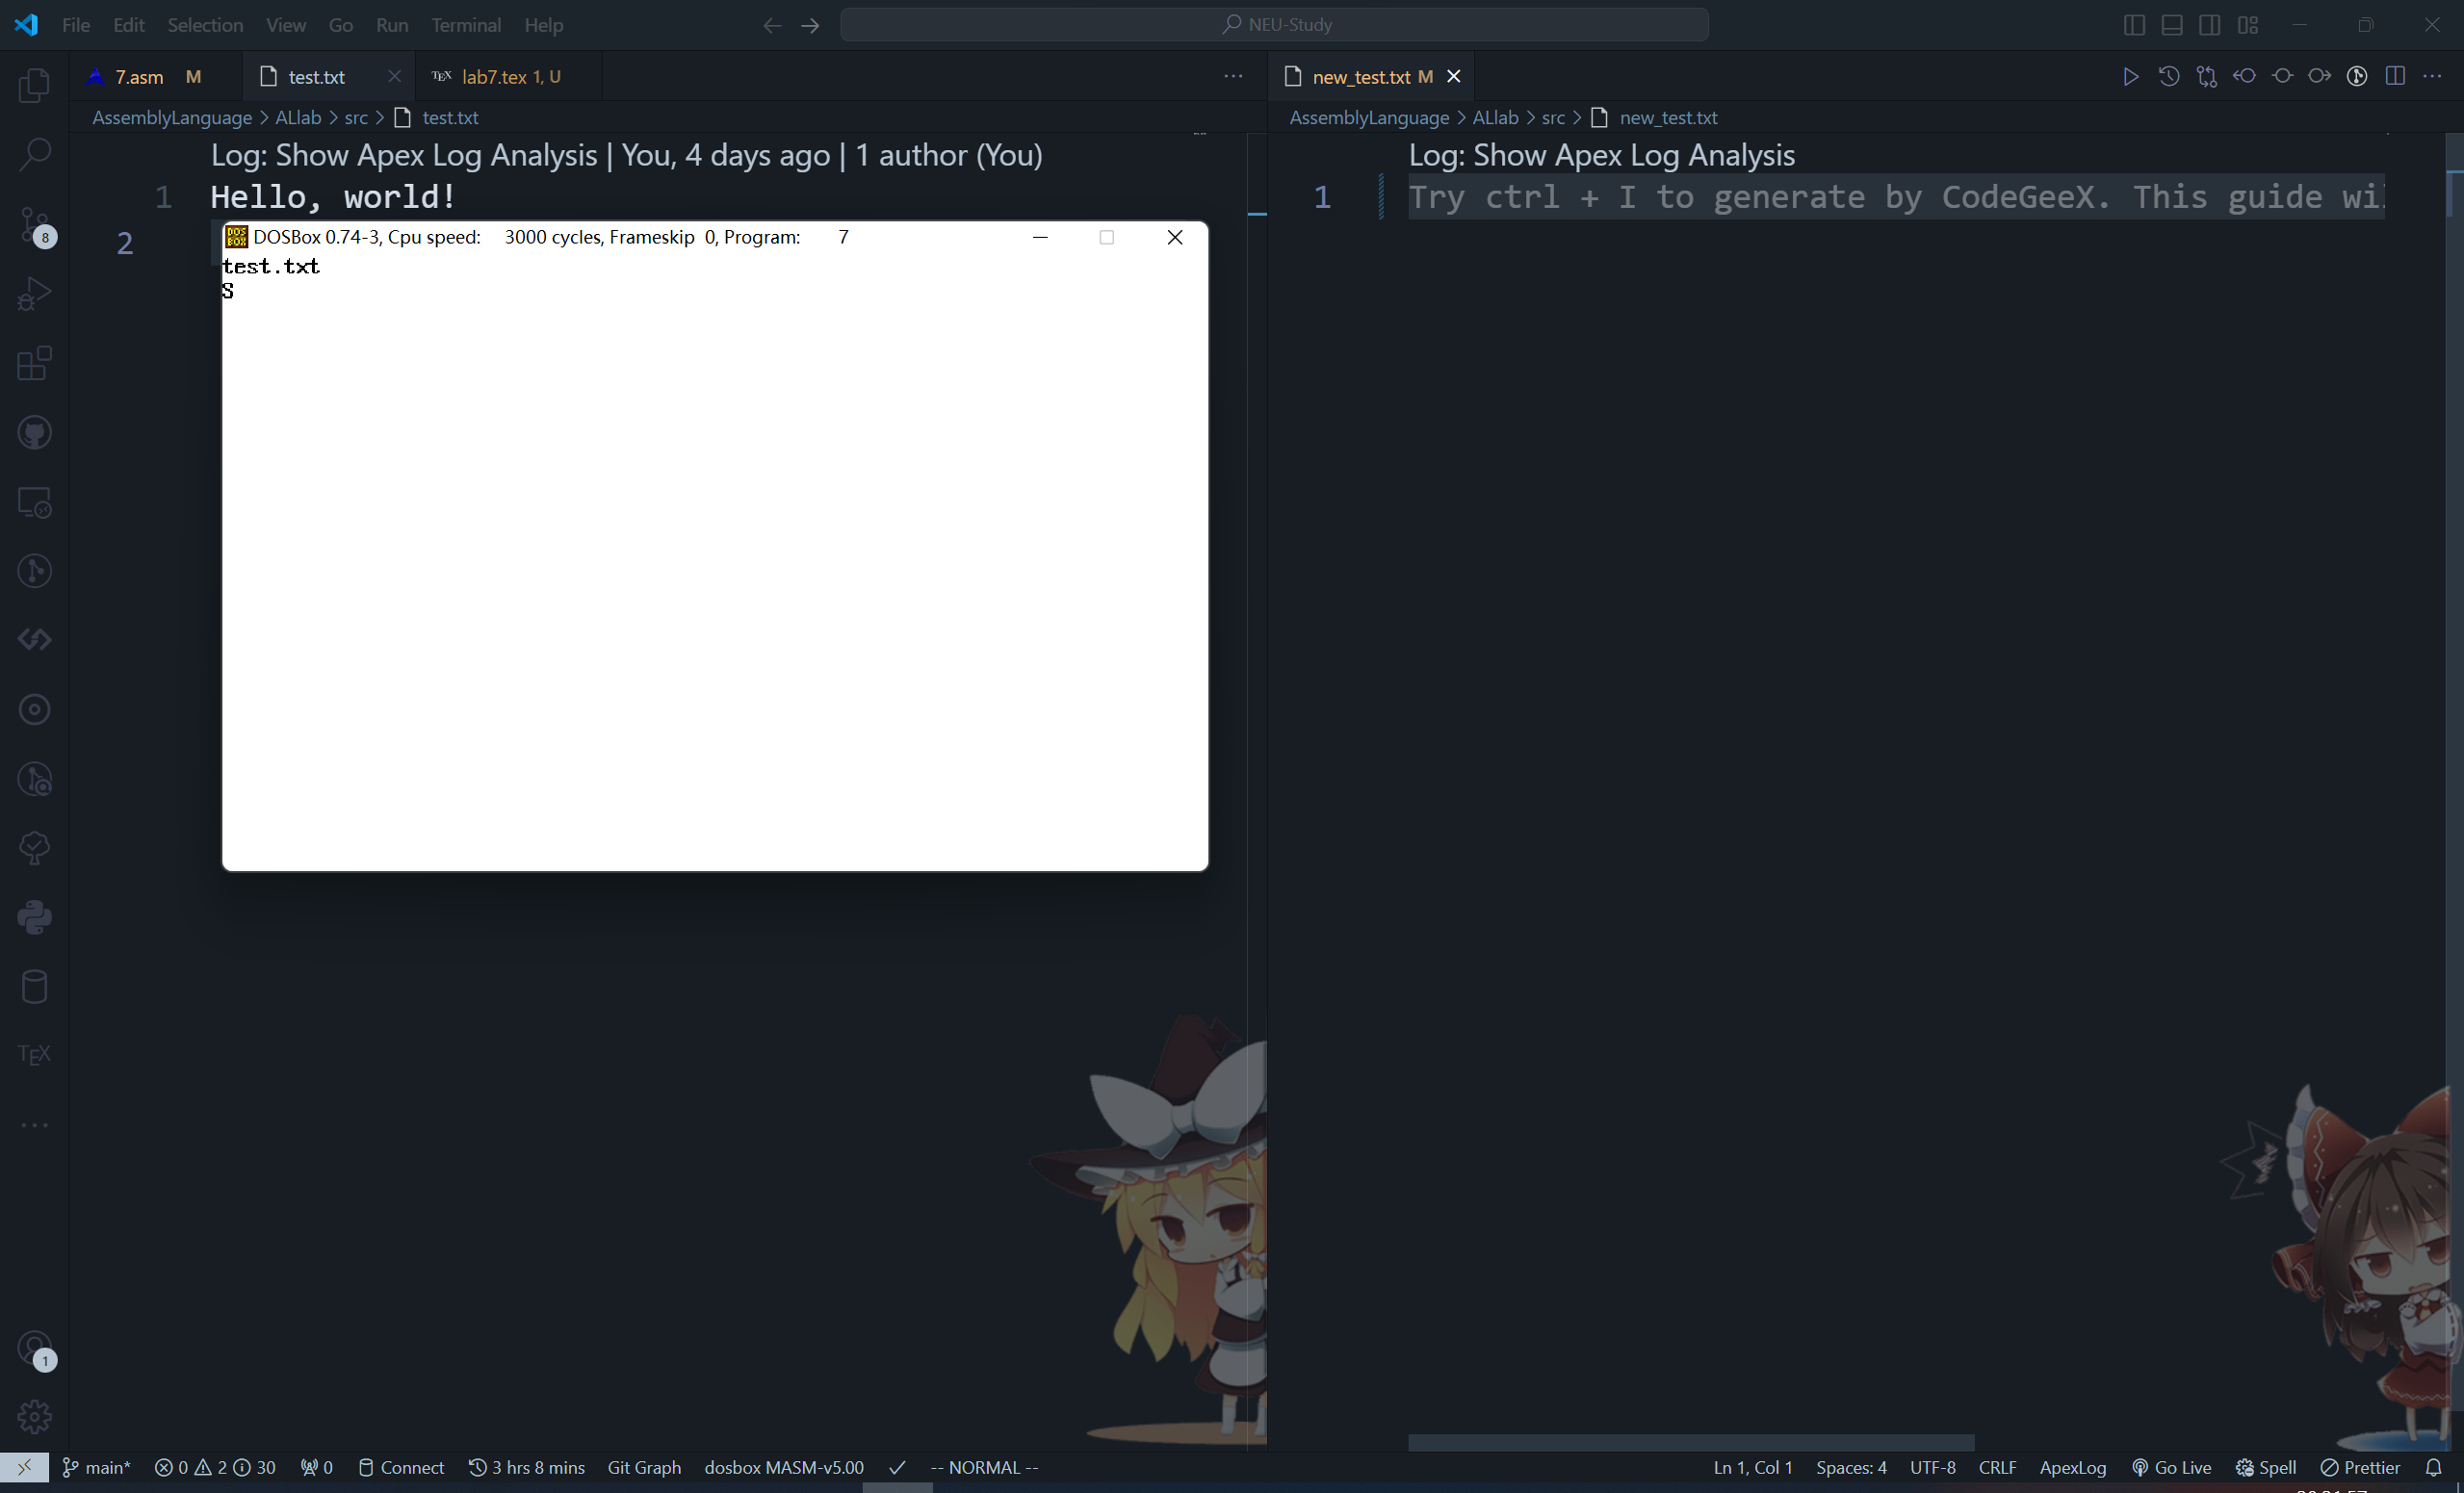 File Edit Selection View Go Run Terminal Help NEU-Study
7.asm M test.txt TEX lab7.tex 1, U new_test.txt M
AssemblyLanguage > ALlab > src > test.txt
AssemblyLanguage > ALlab > src > new_test.txt
Log: Show Apex Log Analysis | You, 4 days ago | 1 author (You)
1 Hello, world!
2
DOSBox 0.74-3, Cpu speed: 3000 cycles, Frameskip 0, Program: 7
test.txt
S
Log: Show Apex Log Analysis
1 Try ctrl + I to generate by CodeGeeX. This guide
8
TEX
1
main* 0 2 30 0 Connect 3 hrs 8 mins Git Graph dosbox MASM-v5.00 -- NORMAL -- Ln 1, Col 1 Spaces: 4 UTF-8 CRLF ApexLog Go Live Spell Prettier